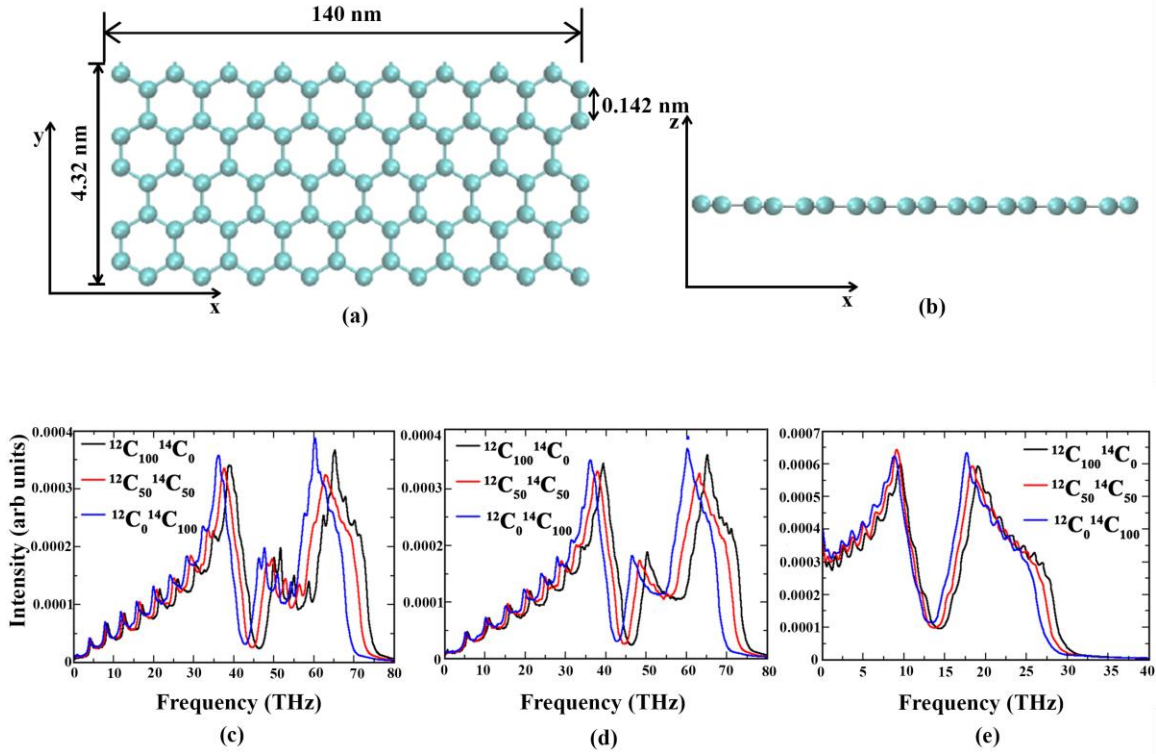 140 nm
0.142 nm
4.32 nm
y
x
(a)
z
x
(b)
Intensity (arb units)
0.0004
0.0003
0.0002
0.0001
0
¹²C₁₀₀¹⁴C₀
¹²C₅₀¹⁴C₅₀
¹²C₀¹⁴C₁₀₀
0 10 20 30 40 50 60 70 80
Frequency (THz)
(c)
0.0004
0.0003
0.0002
0.0001
0
¹²C₁₀₀¹⁴C₀
¹²C₅₀¹⁴C₅₀
¹²C₀¹⁴C₁₀₀
0 10 20 30 40 50 60 70 80
Frequency (THz)
(d)
0.0007
0.0006
0.0005
0.0004
0.0003
0.0002
0.0001
0
¹²C₁₀₀¹⁴C₀
¹²C₅₀¹⁴C₅₀
¹²C₀¹⁴C₁₀₀
0 5 10 15 20 25 30 35 40
Frequency (THz)
(e)